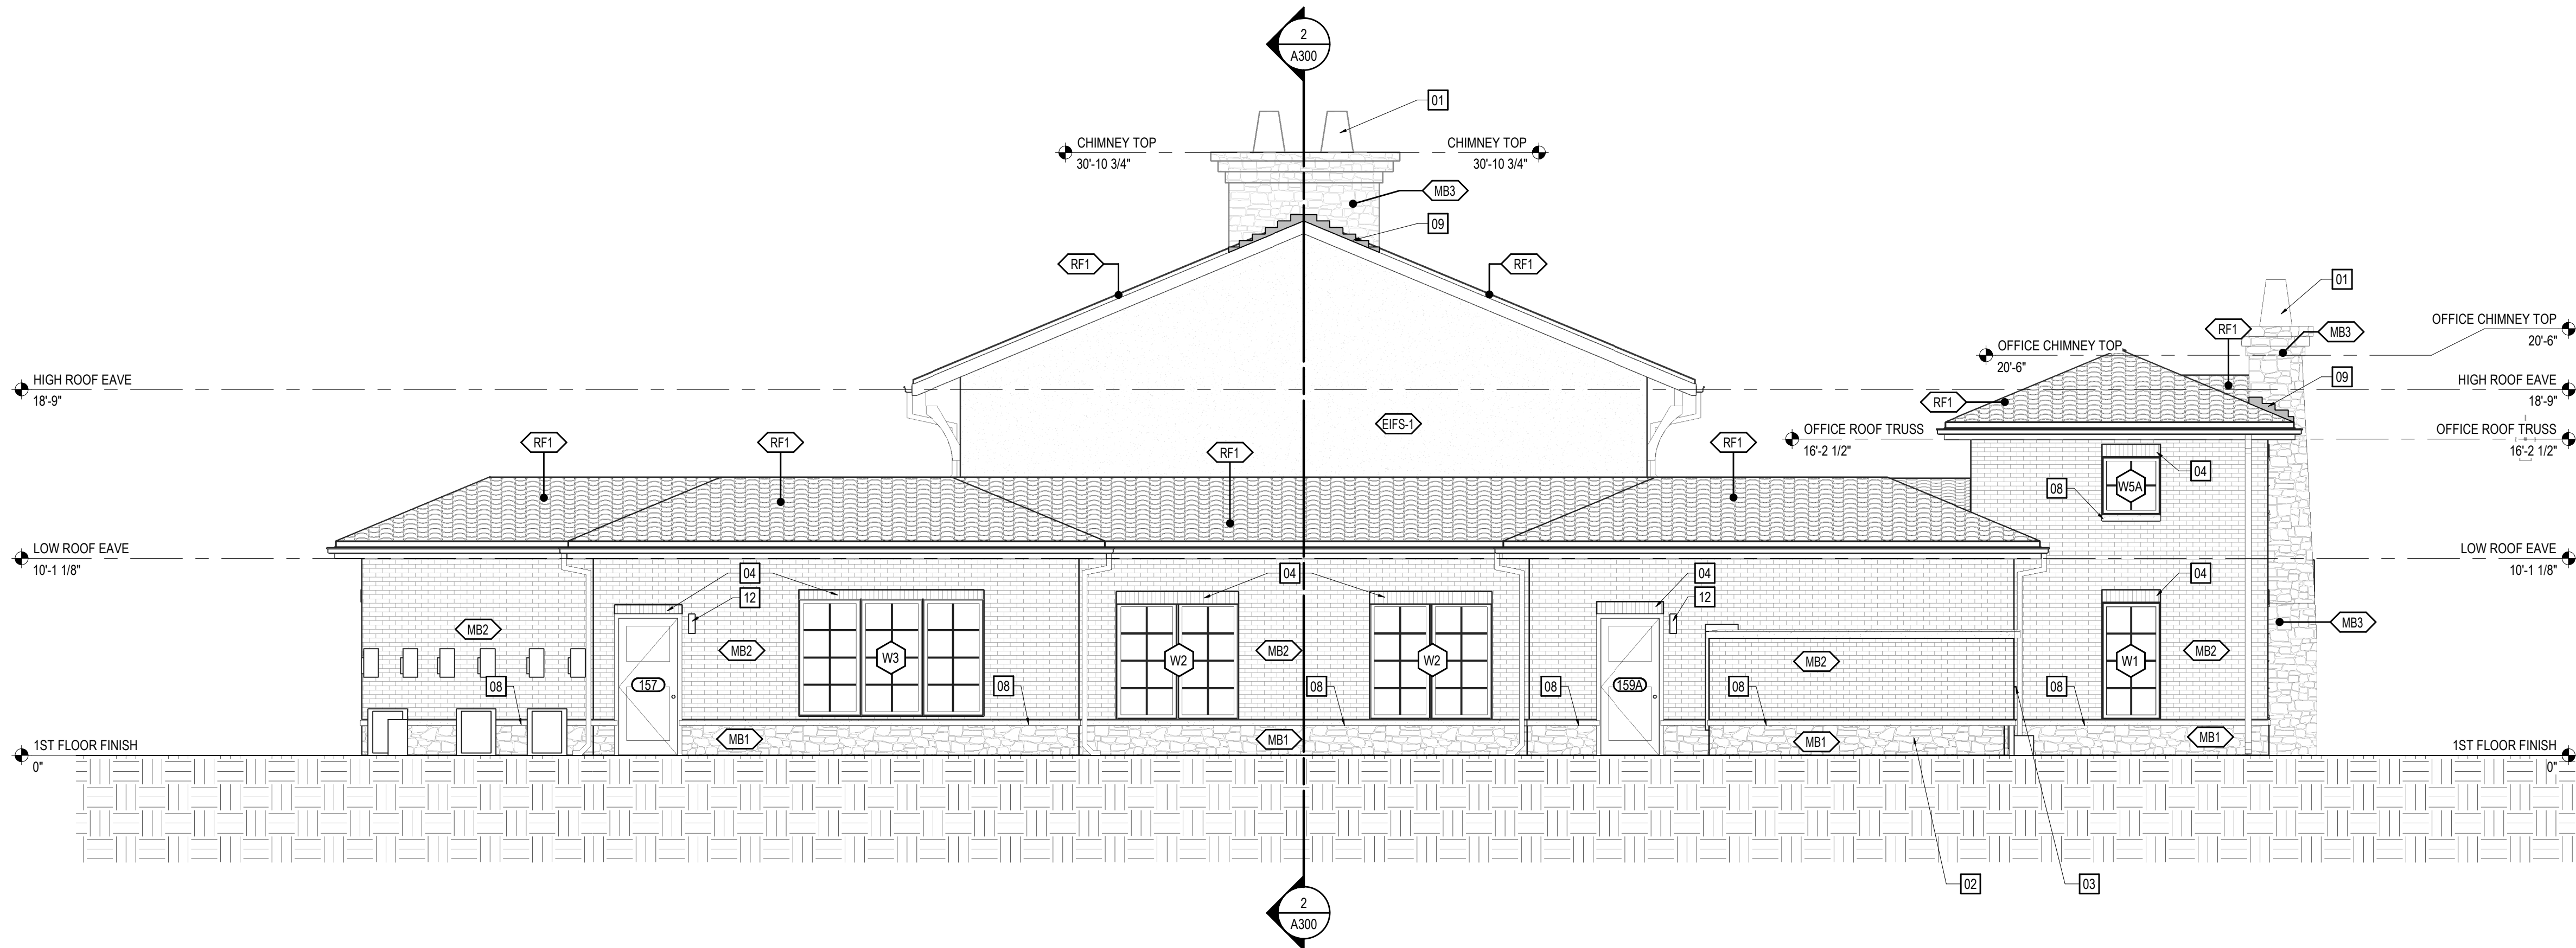 2
A300
01
CHIMNEY TOP
30'-10 3/4"
CHIMNEY TOP
30'-10 3/4"
MB3
09
RF1
RF1
01
OFFICE CHIMNEY TOP
20'-6"
RF1
MB3
OFFICE CHIMNEY TOP
20'-6"
HIGH ROOF EAVE
18'-9"
HIGH ROOF EAVE
18'-9"
09
RF1
EIFS-1
OFFICE ROOF TRUSS
16'-2 1/2"
OFFICE ROOF TRUSS
16'-2 1/2"
RF1
RF1
RF1
RF1
04
W5A
08
LOW ROOF EAVE
10'-1 1/8"
LOW ROOF EAVE
10'-1 1/8"
04
04
04
04
12
12
MB2
MB2
MB2
MB2
MB2
MB3
W3
W2
W2
W1
157
159A
08
08
08
08
08
08
MB1
MB1
MB1
MB1
1ST FLOOR FINISH
0"
1ST FLOOR FINISH
0"
02
03
2
A300